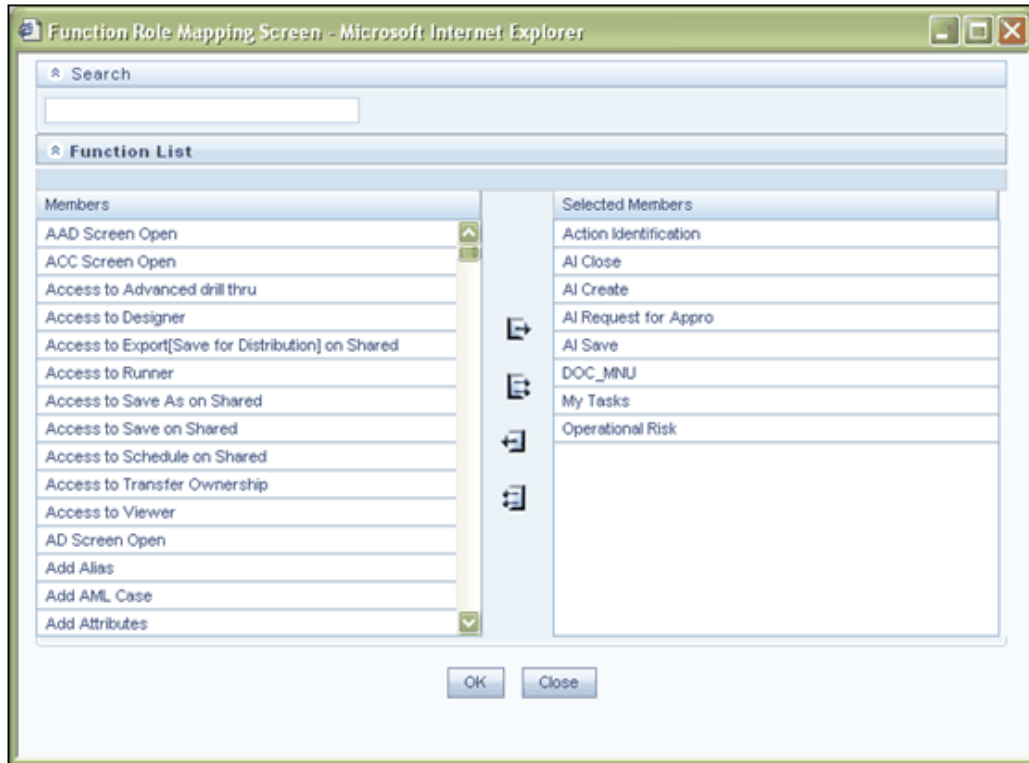 Function Role Mapping Screen - Microsoft Internet Explorer
Search
Function List
Members
AAD Screen Open
ACC Screen Open
Access to Advanced drill thru
Access to Designer
Access to Export[Save for Distribution] on Shared
Access to Runner
Access to Save As on Shared
Access to Save on Shared
Access to Schedule on Shared
Access to Transfer Ownership
Access to Viewer
AD Screen Open
Add Alias
Add AML Case
Add Attributes
Selected Members
Action Identification
AI Close
AI Create
AI Request for Appro
AI Save
DOC_MNU
My Tasks
Operational Risk
OK
Close